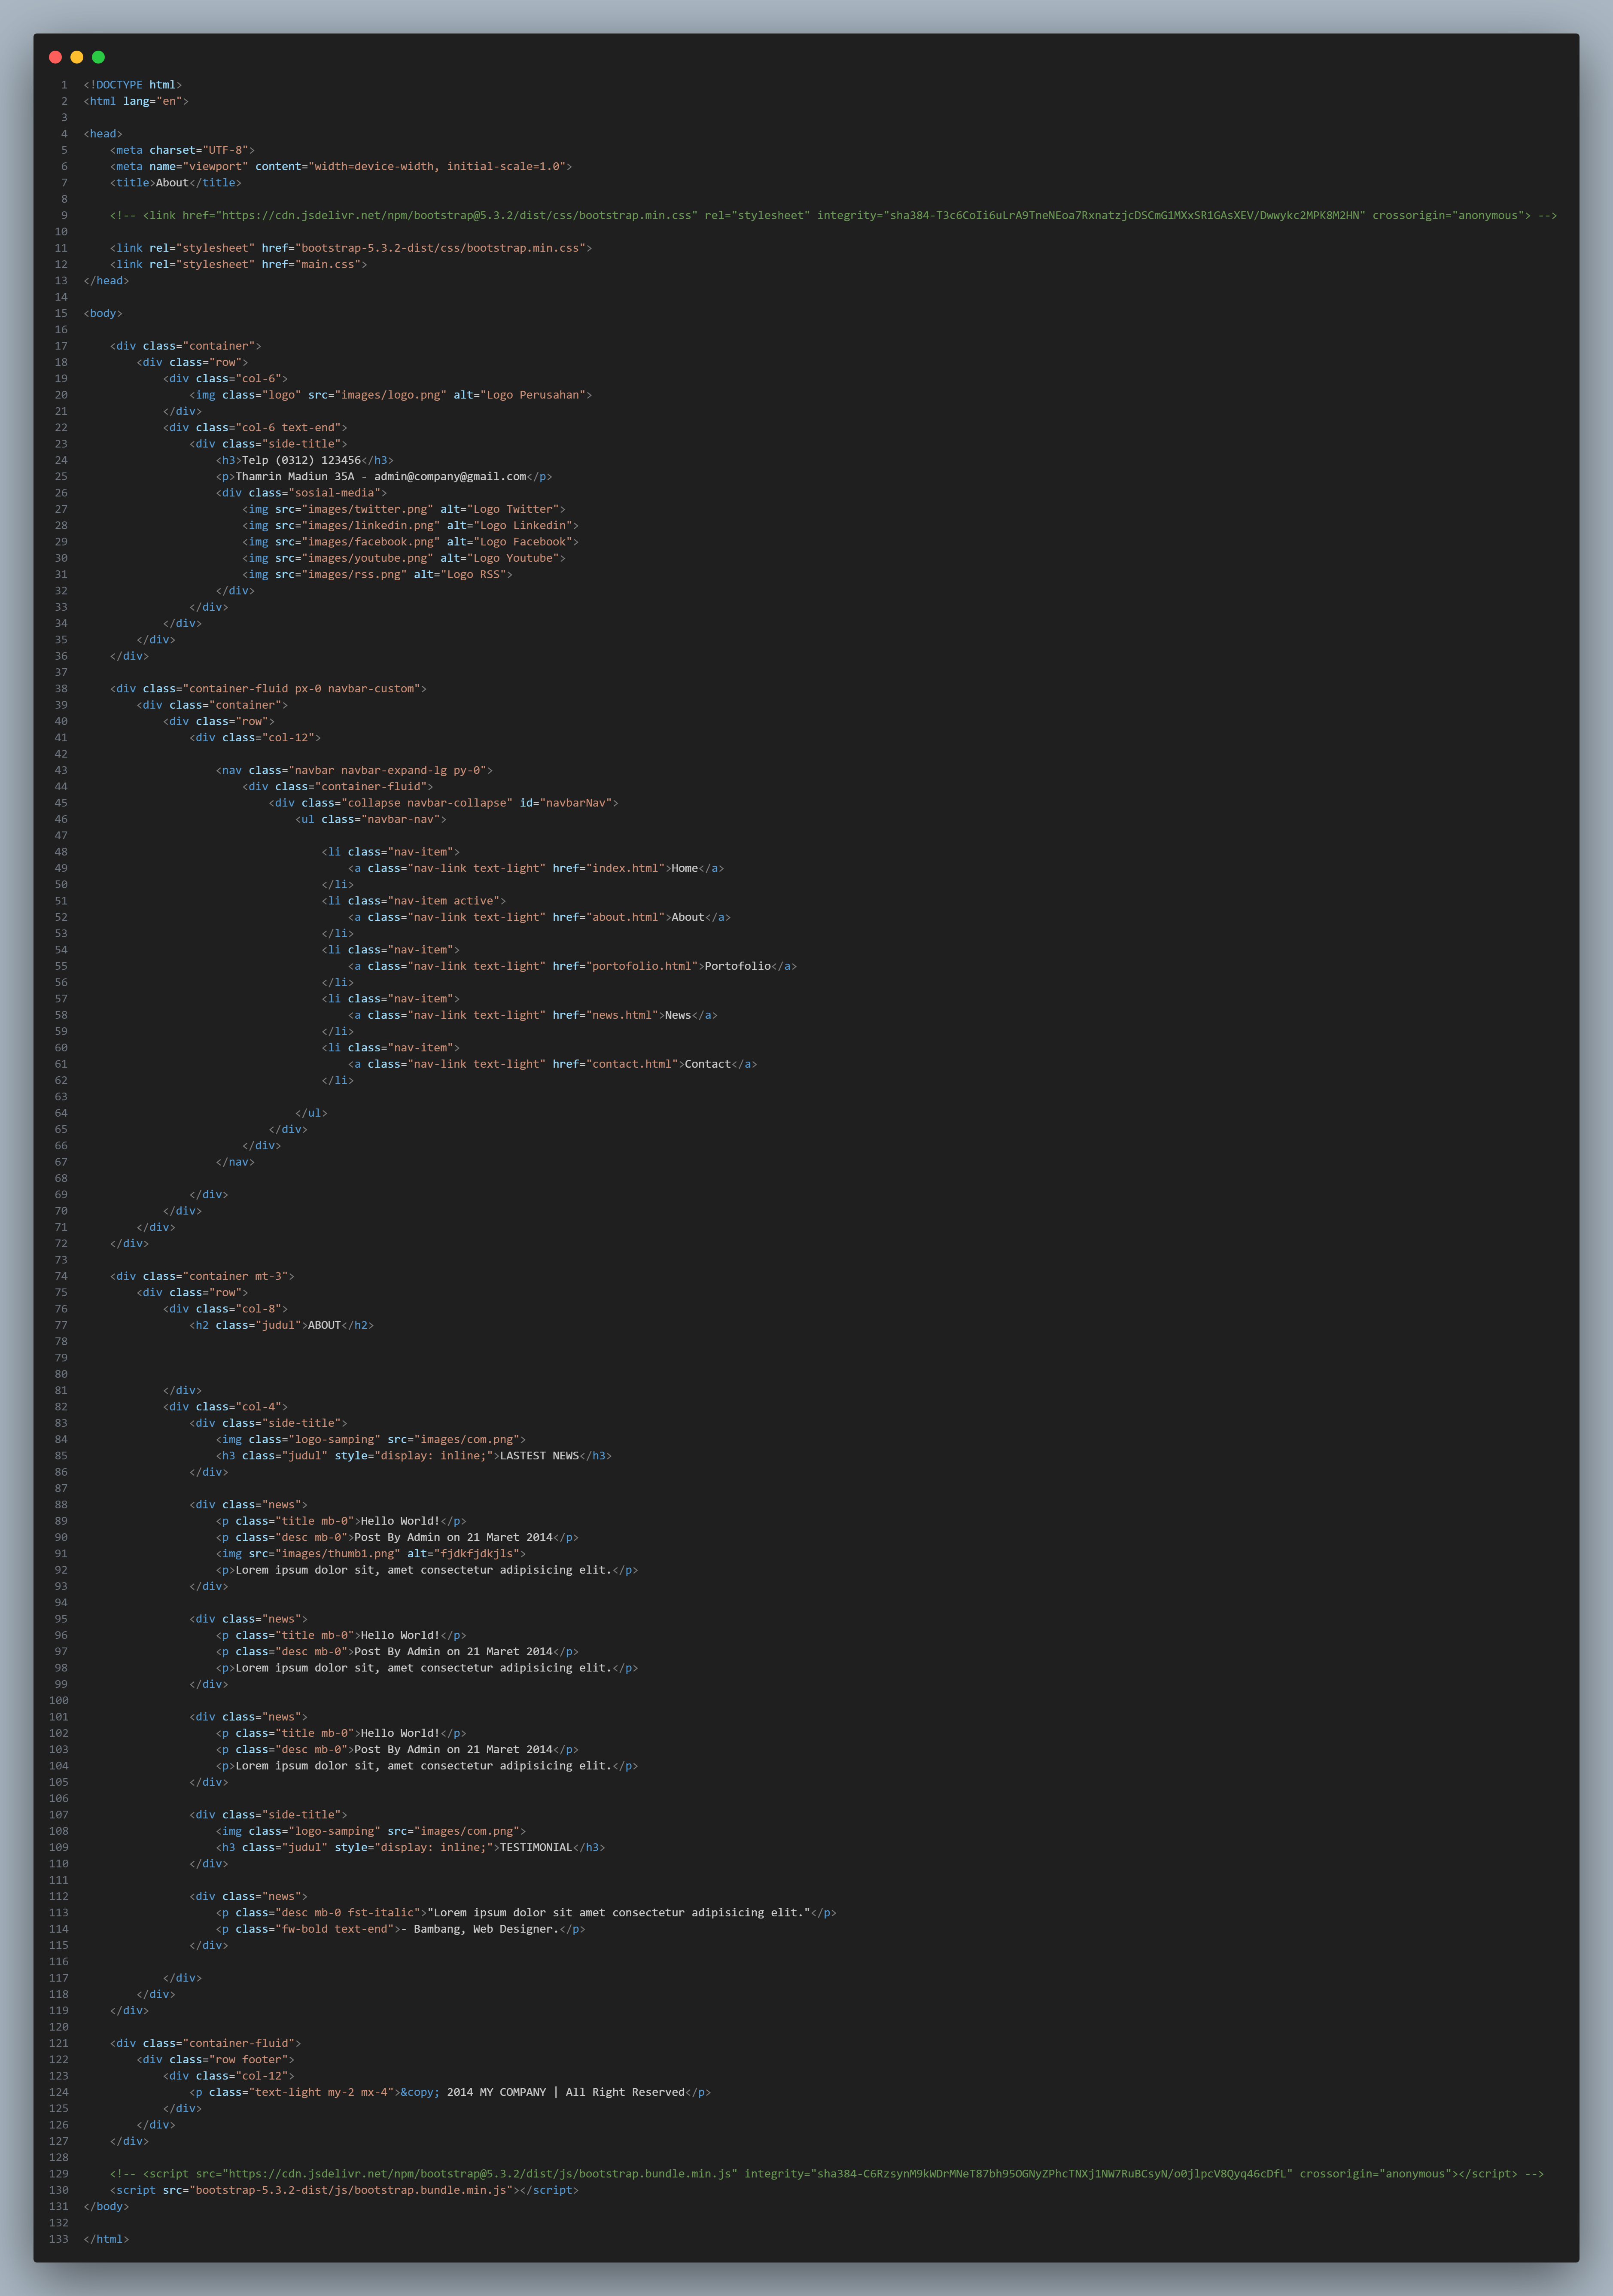 1 <!DOCTYPE html>
2 <html lang="en">
3
4 <head>
5     <meta charset="UTF-8">
6     <meta name="viewport" content="width=device-width, initial-scale=1.0">
7     <title>About</title>
8
9     <!-- <link href="https://cdn.jsdelivr.net/npm/bootstrap@5.3.2/dist/css/bootstrap.min.css" rel="stylesheet" integrity="sha384-T3c6CoIi6uLrA9TneNEoa7RxnatzjcDSCmG1MXxSR1GAsXEV/Dwwykc2MPK8M2HN" crossorigin="anonymous"> -->
10
11     <link rel="stylesheet" href="bootstrap-5.3.2-dist/css/bootstrap.min.css">
12     <link rel="stylesheet" href="main.css">
13 </head>
14
15 <body>
16
17     <div class="container">
18         <div class="row">
19             <div class="col-6">
20                 <img class="logo" src="images/logo.png" alt="Logo Perusahan">
21             </div>
22             <div class="col-6 text-end">
23                 <div class="side-title">
24                     <h3>Telp (0312) 123456</h3>
25                     <p>Thamrin Madiun 35A - admin@company@gmail.com</p>
26                     <div class="sosial-media">
27                         <img src="images/twitter.png" alt="Logo Twitter">
28                         <img src="images/linkedin.png" alt="Logo Linkedin">
29                         <img src="images/facebook.png" alt="Logo Facebook">
30                         <img src="images/youtube.png" alt="Logo Youtube">
31                         <img src="images/rss.png" alt="Logo RSS">
32                     </div>
33                 </div>
34             </div>
35         </div>
36     </div>
37
38     <div class="container-fluid px-0 navbar-custom">
39         <div class="container">
40             <div class="row">
41                 <div class="col-12">
42
43                     <nav class="navbar navbar-expand-lg py-0">
44                         <div class="container-fluid">
45                             <div class="collapse navbar-collapse" id="navbarNav">
46                                 <ul class="navbar-nav">
47
48                                     <li class="nav-item">
49                                         <a class="nav-link text-light" href="index.html">Home</a>
50                                     </li>
51                                     <li class="nav-item active">
52                                         <a class="nav-link text-light" href="about.html">About</a>
53                                     </li>
54                                     <li class="nav-item">
55                                         <a class="nav-link text-light" href="portofolio.html">Portofolio</a>
56                                     </li>
57                                     <li class="nav-item">
58                                         <a class="nav-link text-light" href="news.html">News</a>
59                                     </li>
60                                     <li class="nav-item">
61                                         <a class="nav-link text-light" href="contact.html">Contact</a>
62                                     </li>
63
64                                 </ul>
65                             </div>
66                         </div>
67                     </nav>
68
69                 </div>
70             </div>
71         </div>
72     </div>
73
74     <div class="container mt-3">
75         <div class="row">
76             <div class="col-8">
77                 <h2 class="judul">ABOUT</h2>
78
79
80
81             </div>
82             <div class="col-4">
83                 <div class="side-title">
84                     <img class="logo-samping" src="images/com.png">
85                     <h3 class="judul" style="display: inline;">LASTEST NEWS</h3>
86                 </div>
87
88                 <div class="news">
89                     <p class="title mb-0">Hello World!</p>
90                     <p class="desc mb-0">Post By Admin on 21 Maret 2014</p>
91                     <img src="images/thumb1.png" alt="fjdkfjdkjls">
92                     <p>Lorem ipsum dolor sit, amet consectetur adipisicing elit.</p>
93                 </div>
94
95                 <div class="news">
96                     <p class="title mb-0">Hello World!</p>
97                     <p class="desc mb-0">Post By Admin on 21 Maret 2014</p>
98                     <p>Lorem ipsum dolor sit, amet consectetur adipisicing elit.</p>
99                 </div>
100
101                 <div class="news">
102                     <p class="title mb-0">Hello World!</p>
103                     <p class="desc mb-0">Post By Admin on 21 Maret 2014</p>
104                     <p>Lorem ipsum dolor sit, amet consectetur adipisicing elit.</p>
105                 </div>
106
107                 <div class="side-title">
108                     <img class="logo-samping" src="images/com.png">
109                     <h3 class="judul" style="display: inline;">TESTIMONIAL</h3>
110                 </div>
111
112                 <div class="news">
113                     <p class="desc mb-0 fst-italic">"Lorem ipsum dolor sit amet consectetur adipisicing elit."</p>
114                     <p class="fw-bold text-end">- Bambang, Web Designer.</p>
115                 </div>
116
117             </div>
118         </div>
119     </div>
120
121     <div class="container-fluid">
122         <div class="row footer">
123             <div class="col-12">
124                 <p class="text-light my-2 mx-4">&copy; 2014 MY COMPANY | All Right Reserved</p>
125             </div>
126         </div>
127     </div>
128
129     <!-- <script src="https://cdn.jsdelivr.net/npm/bootstrap@5.3.2/dist/js/bootstrap.bundle.min.js" integrity="sha384-C6RzsynM9kWDrMNeT87bh95OGNyZPhcTNXj1NW7RuBCsyN/o0jlpcV8Qyq46cDfL" crossorigin="anonymous"></script> -->
130     <script src="bootstrap-5.3.2-dist/js/bootstrap.bundle.min.js"></script>
131 </body>
132
133 </html>